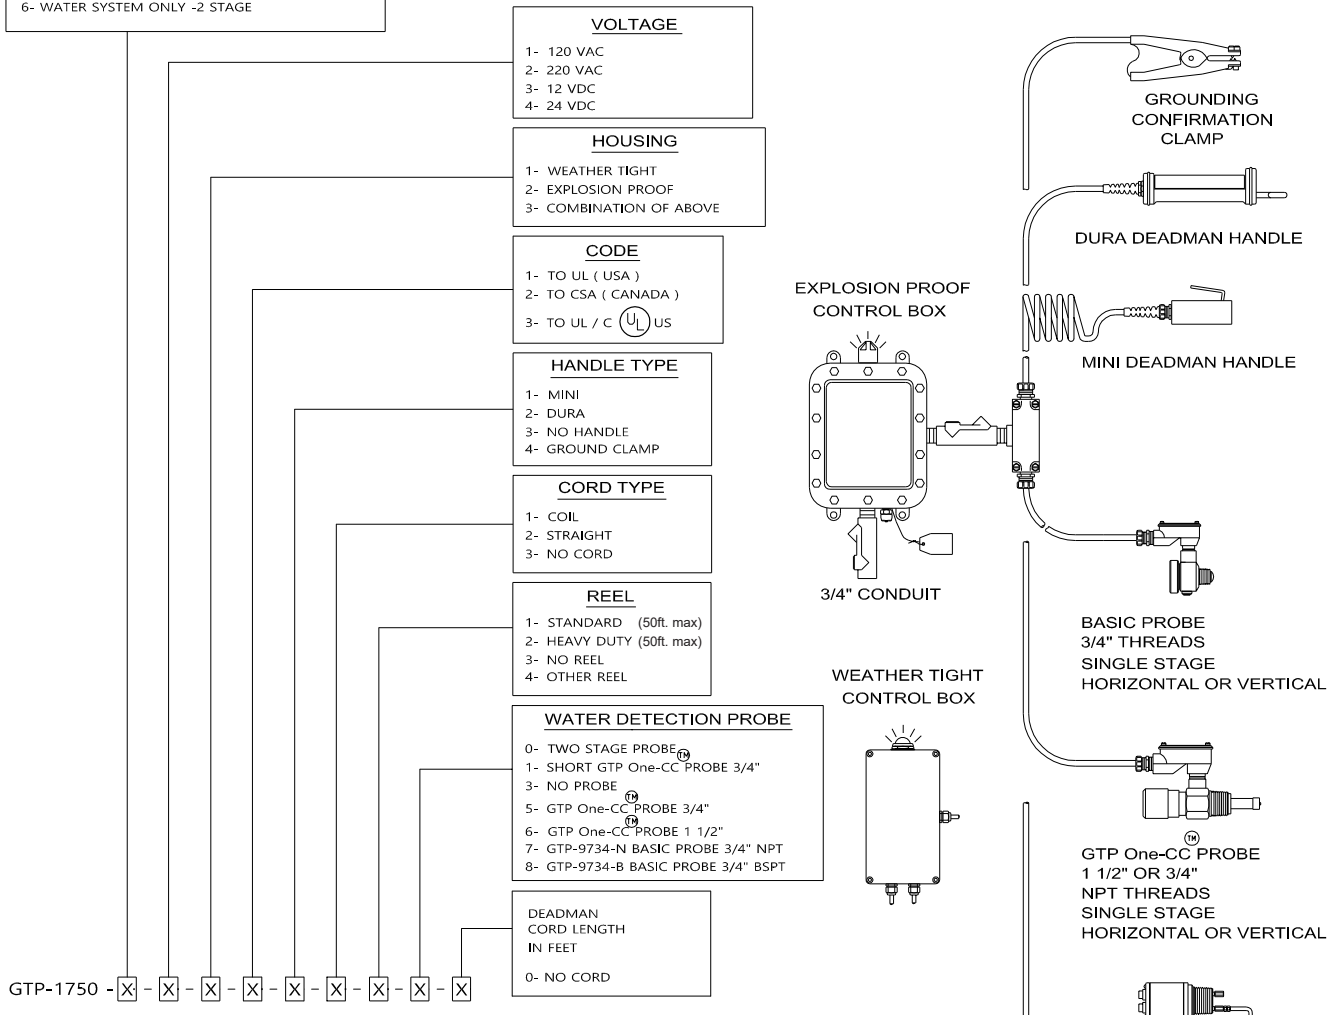 6- WATER SYSTEM ONLY -2 STAGE
VOLTAGE
1- 120 VAC
2- 220 VAC
3- 12 VDC
4- 24 VDC
HOUSING
1- WEATHER TIGHT
2- EXPLOSION PROOF
3- COMBINATION OF ABOVE
CODE
1- TO UL ( USA )
2- TO CSA ( CANADA )
3- TO UL / C UL US
HANDLE TYPE
1- MINI
2- DURA
3- NO HANDLE
4- GROUND CLAMP
CORD TYPE
1- COIL
2- STRAIGHT
3- NO CORD
REEL
1- STANDARD (50ft. max)
2- HEAVY DUTY (50ft. max)
3- NO REEL
4- OTHER REEL
WATER DETECTION PROBE
0- TWO STAGE PROBE
1- SHORT GTP One-CC TM PROBE 3/4"
3- NO PROBE
5- GTP One-CC TM PROBE 3/4"
6- GTP One-CC TM PROBE 1 1/2"
7- GTP-9734-N BASIC PROBE 3/4" NPT
8- GTP-9734-B BASIC PROBE 3/4" BSPT
DEADMAN
CORD LENGTH
IN FEET
0- NO CORD
GTP-1750 - X - X - X - X - X - X - X - X - X
EXPLOSION PROOF
CONTROL BOX
3/4" CONDUIT
WEATHER TIGHT
CONTROL BOX
GROUNDING
CONFIRMATION
CLAMP
DURA DEADMAN HANDLE
MINI DEADMAN HANDLE
BASIC PROBE
3/4" THREADS
SINGLE STAGE
HORIZONTAL OR VERTICAL
GTP One-CC TM PROBE
1 1/2" OR 3/4"
NPT THREADS
SINGLE STAGE
HORIZONTAL OR VERTICAL